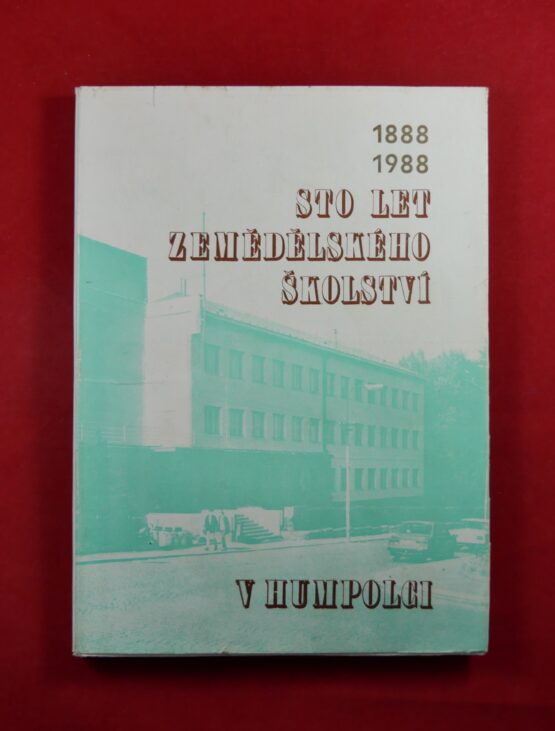 1888
1988
STO LET
ZEMĚDĚLSKÉHO
ŠKOLSTVÍ
V HUMPOLCI